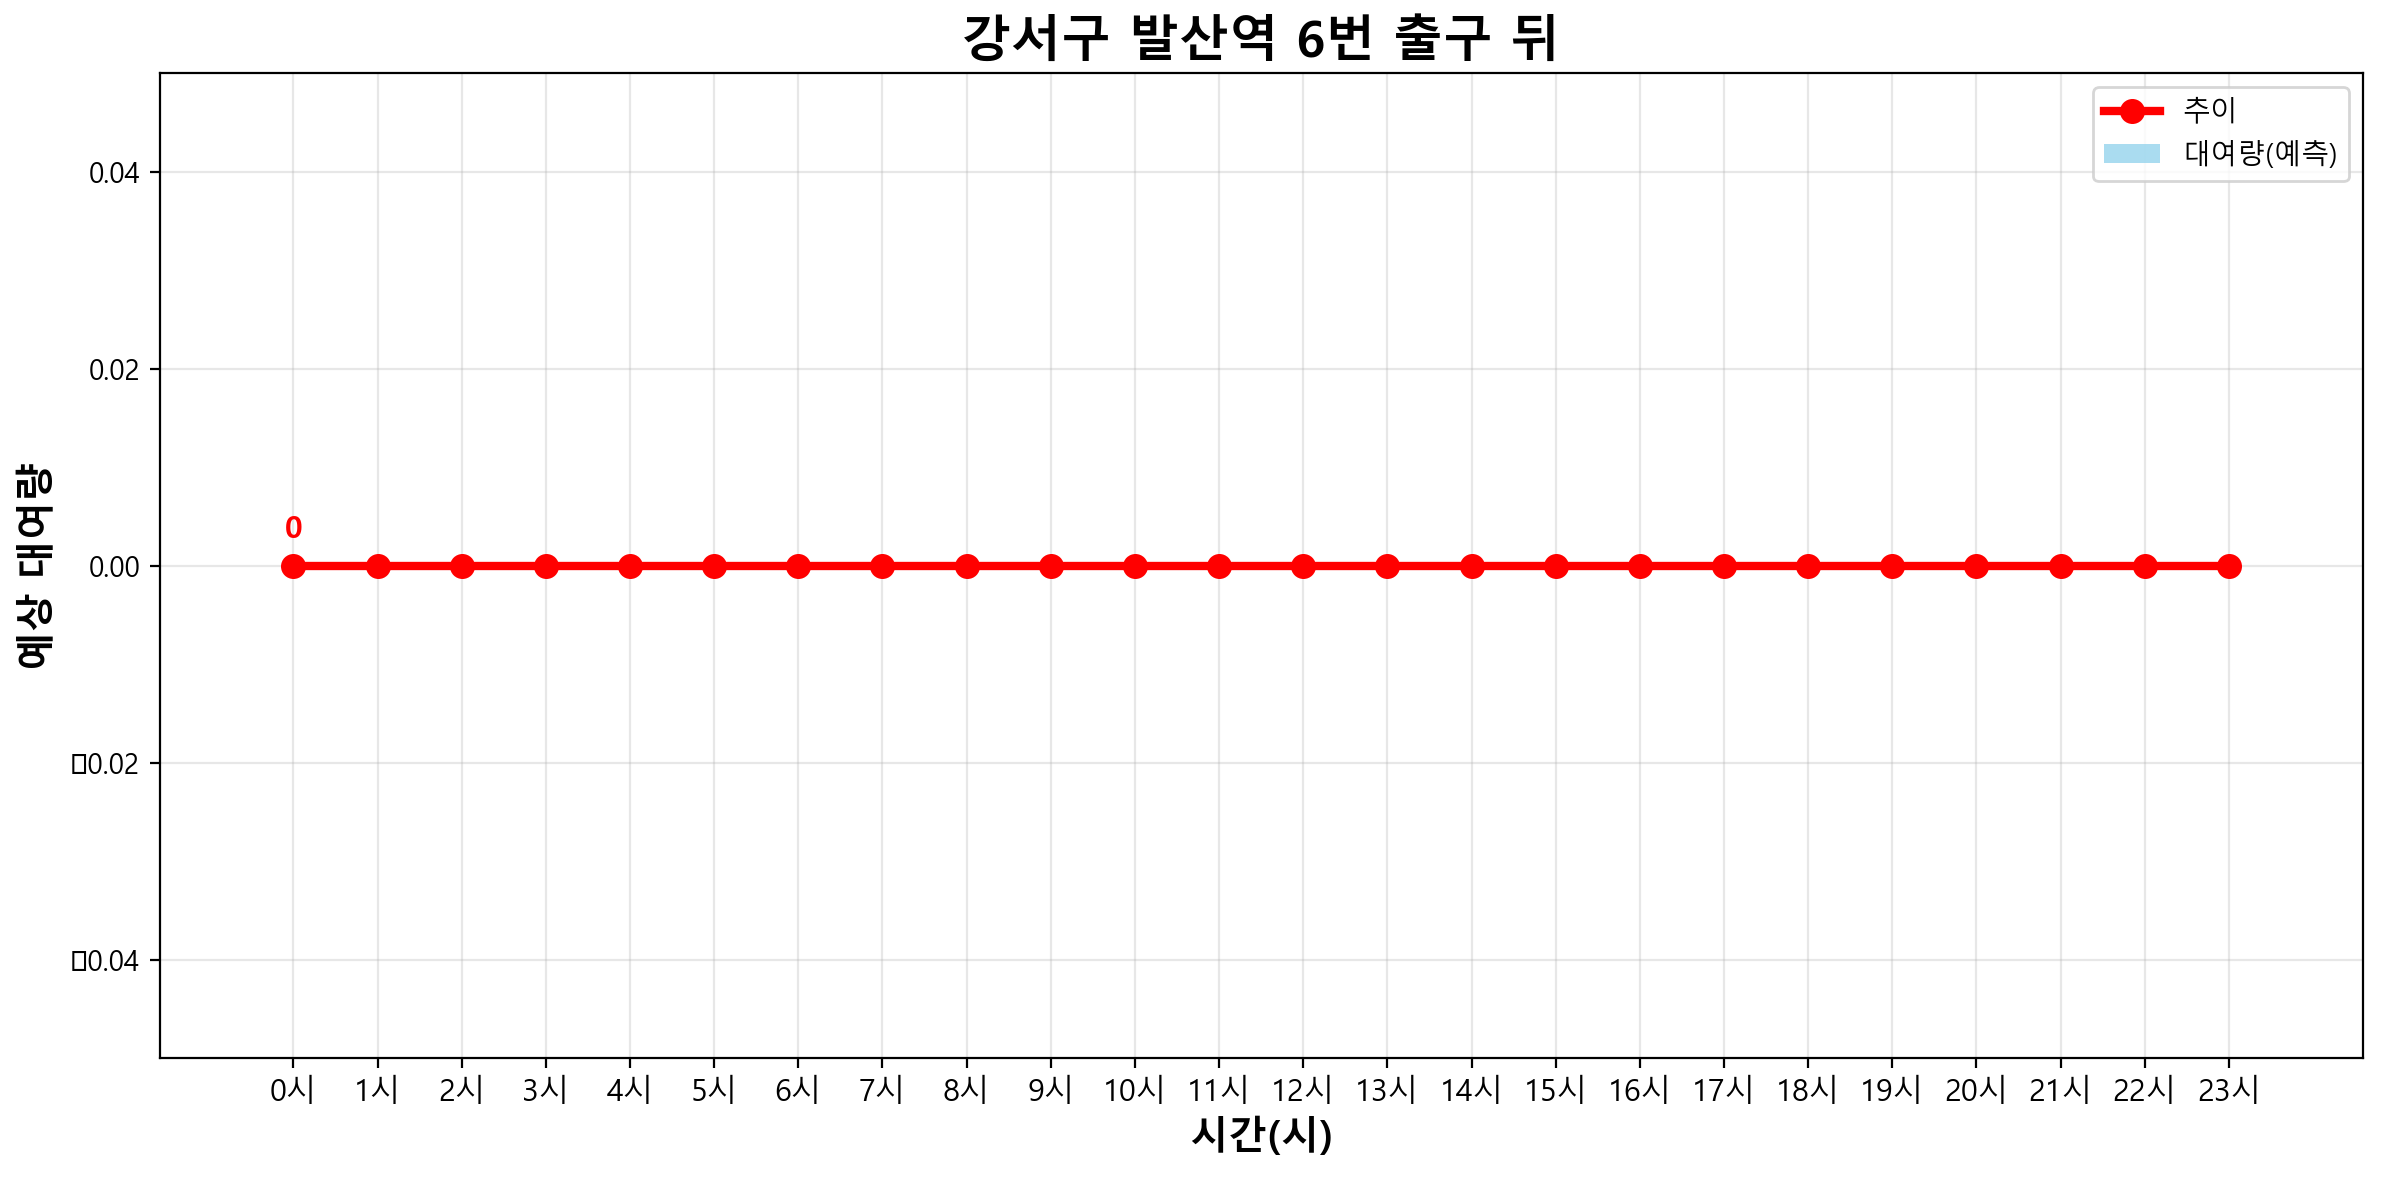 강서구 발산역 6번 출구 뒤
추이
대여량(예측)
예상 대여량
0.04
0.02
0.00
▯0.02
▯0.04
0
0시 1시 2시 3시 4시 5시 6시 7시 8시 9시 10시 11시 12시 13시 14시 15시 16시 17시 18시 19시 20시 21시 22시 23시
시간(시)